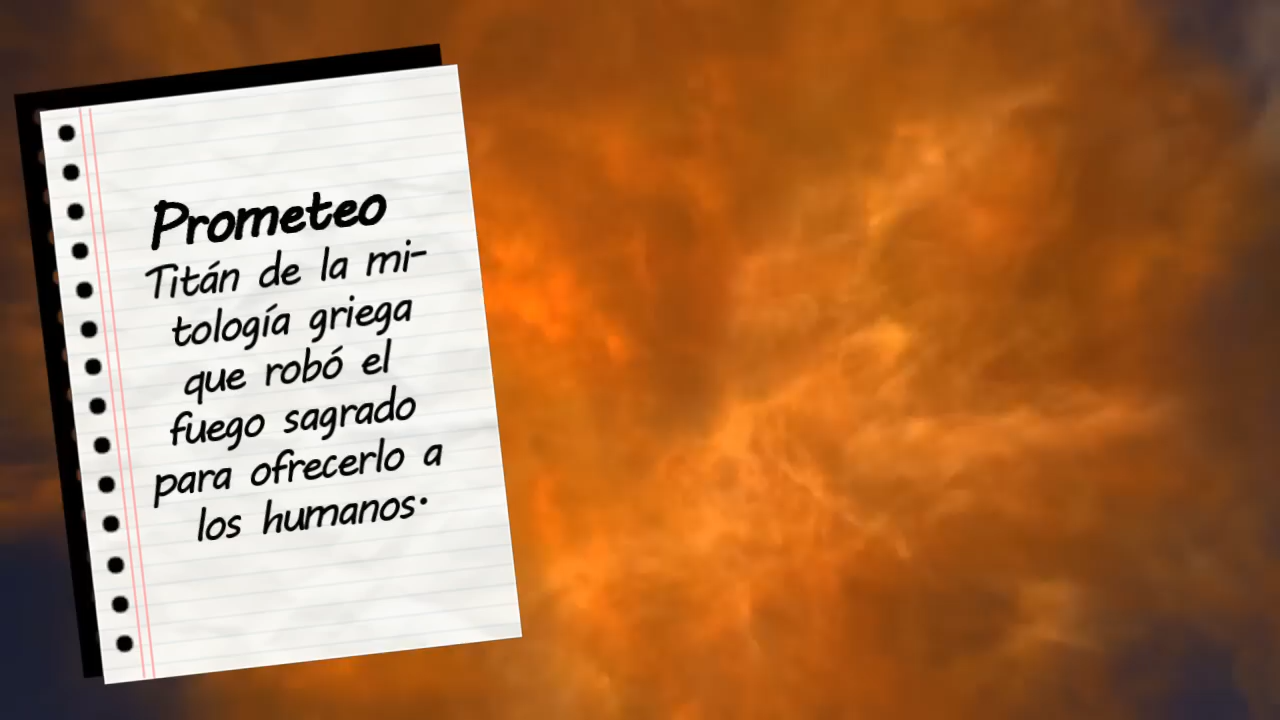 Prometeo
Titán de la mi-
tología griega
que robó el
fuego sagrado
para ofrecerlo a
los humanos.